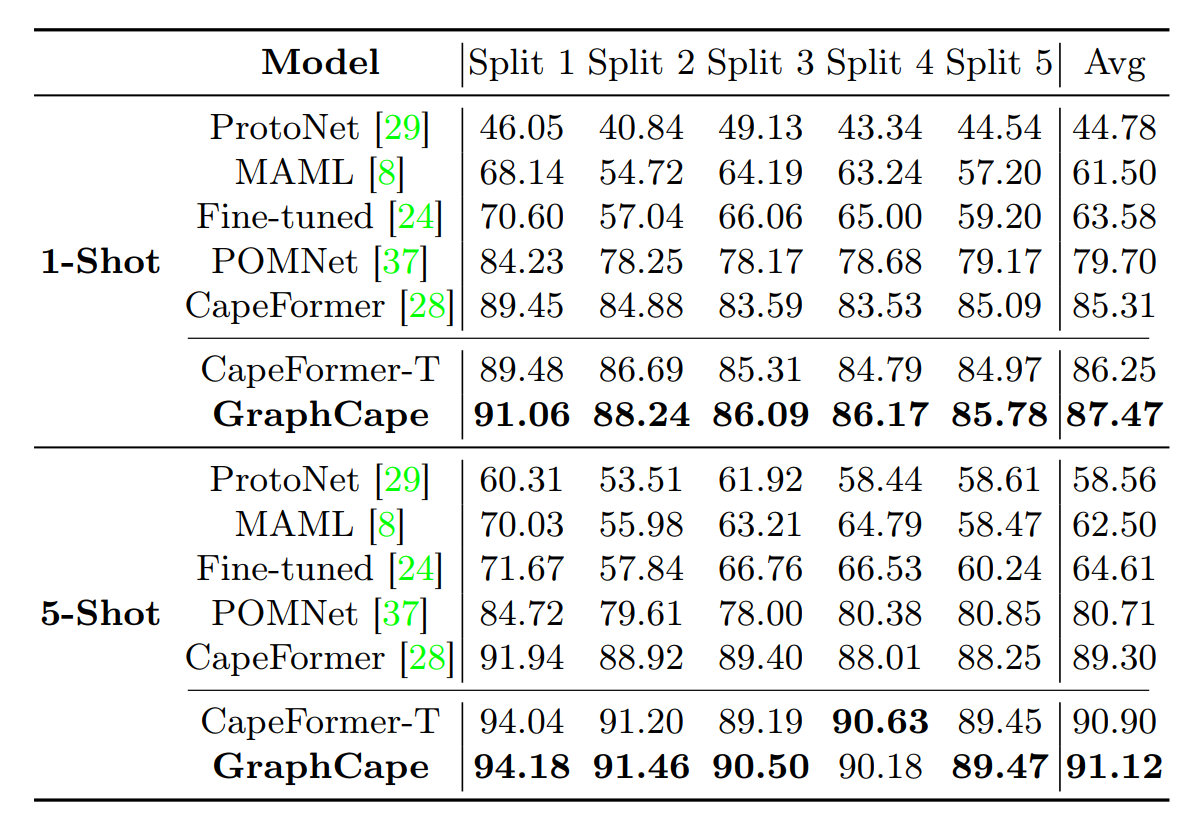 Model Split 1 Split 2 Split 3 Split 4 Split 5 Avg
ProtoNet [29] 46.05 40.84 49.13 43.34 44.54 44.78
MAML [8] 68.14 54.72 64.19 63.24 57.20 61.50
Fine-tuned [24] 70.60 57.04 66.06 65.00 59.20 63.58
1-Shot POMNet [37] 84.23 78.25 78.17 78.68 79.17 79.70
CapeFormer [28] 89.45 84.88 83.59 83.53 85.09 85.31
CapeFormer-T 89.48 86.69 85.31 84.79 84.97 86.25
GraphCape 91.06 88.24 86.09 86.17 85.78 87.47
ProtoNet [29] 60.31 53.51 61.92 58.44 58.61 58.56
MAML [8] 70.03 55.98 63.21 64.79 58.47 62.50
Fine-tuned [24] 71.67 57.84 66.76 66.53 60.24 64.61
5-Shot POMNet [37] 84.72 79.61 78.00 80.38 80.85 80.71
CapeFormer [28] 91.94 88.92 89.40 88.01 88.25 89.30
CapeFormer-T 94.04 91.20 89.19 90.63 89.45 90.90
GraphCape 94.18 91.46 90.50 90.18 89.47 91.12